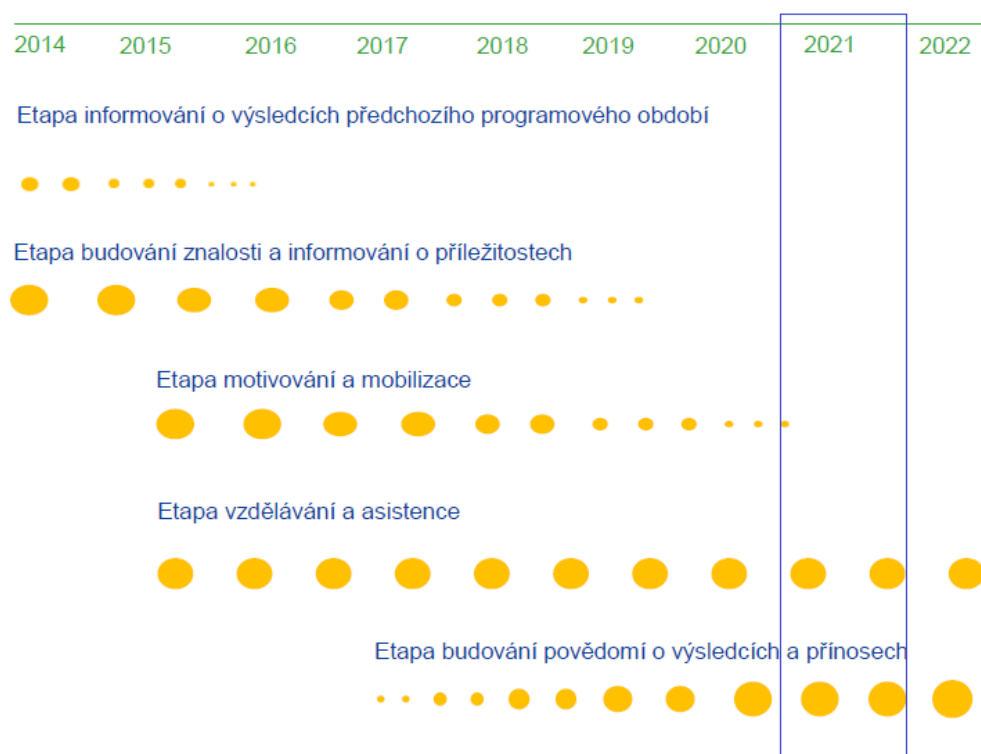 2014 2015 2016 2017 2018 2019 2020 2021 2022
Etapa informování o výsledcích předchozího programového období
Etapa budování znalosti a informování o příležitostech
Etapa motivování a mobilizace
Etapa vzdělávání a asistence
Etapa budování povědomí o výsledcích a přínosech